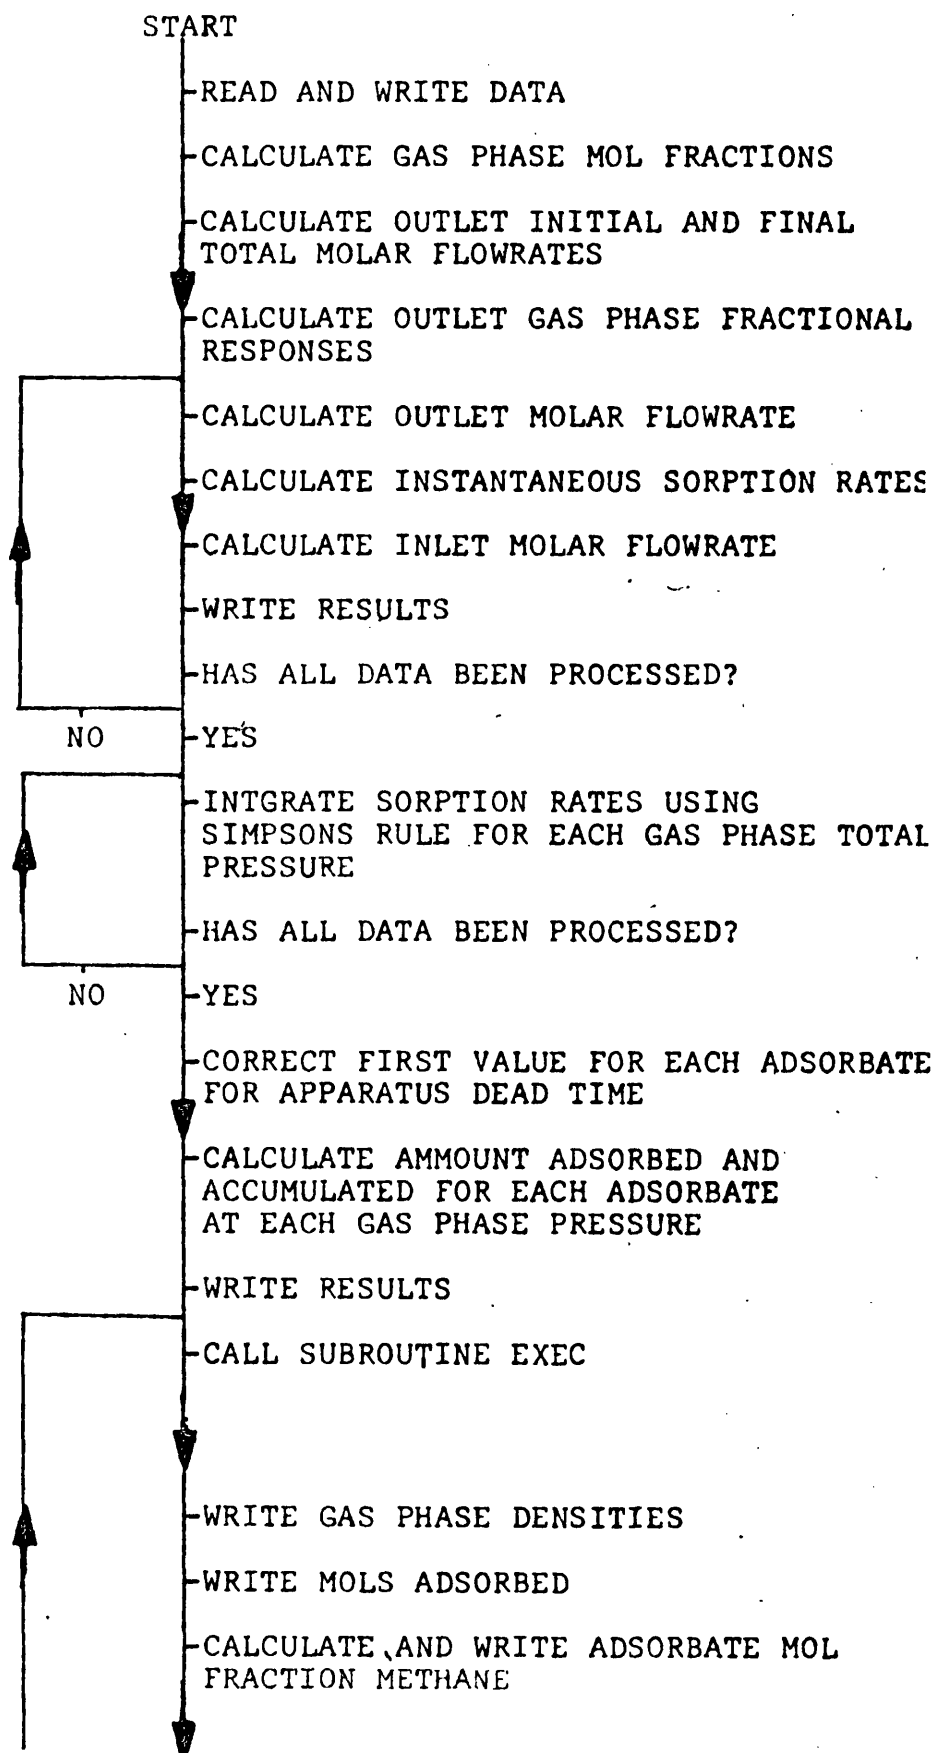 START
READ AND WRITE DATA
CALCULATE GAS PHASE MOL FRACTIONS
CALCULATE OUTLET INITIAL AND FINAL
TOTAL MOLAR FLOWRATES
CALCULATE OUTLET GAS PHASE FRACTIONAL
RESPONSES
CALCULATE OUTLET MOLAR FLOWRATE
CALCULATE INSTANTANEOUS SORPTION RATES
CALCULATE INLET MOLAR FLOWRATE
WRITE RESULTS
HAS ALL DATA BEEN PROCESSED?
NO
YES
INTGRATE SORPTION RATES USING
SIMPSONS RULE FOR EACH GAS PHASE TOTAL
PRESSURE
HAS ALL DATA BEEN PROCESSED?
NO
YES
CORRECT FIRST VALUE FOR EACH ADSORBATE
FOR APPARATUS DEAD TIME
CALCULATE AMMOUNT ADSORBED AND
ACCUMULATED FOR EACH ADSORBATE
AT EACH GAS PHASE PRESSURE
WRITE RESULTS
CALL SUBROUTINE EXEC
WRITE GAS PHASE DENSITIES
WRITE MOLS ADSORBED
CALCULATE AND WRITE ADSORBATE MOL
FRACTION METHANE